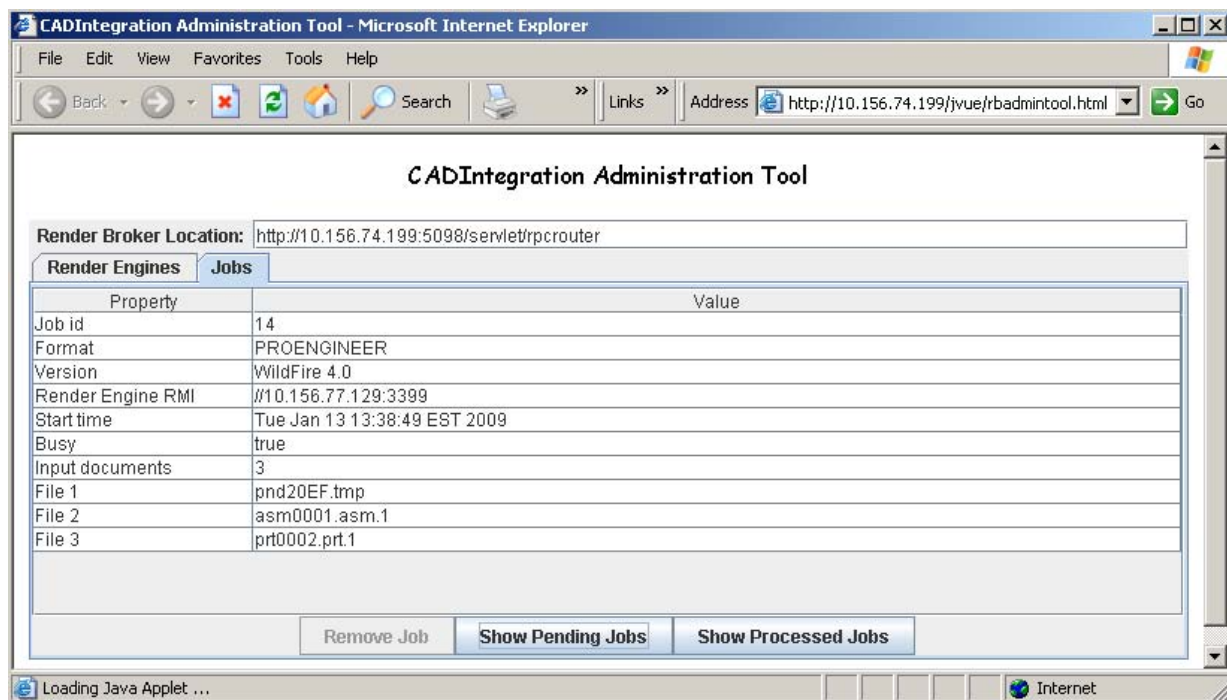 CADIntegration Administration Tool - Microsoft Internet Explorer
File Edit View Favorites Tools Help
Back Search » Links » Address http://10.156.74.199/jvue/rbadmintool.html Go
CADIntegration Administration Tool
Render Broker Location: http://10.156.74.199:5098/servlet/rpcrouter
Render Engines Jobs
Property Value
Job id 14
Format PROENGINEER
Version WildFire 4.0
Render Engine RMI //10.156.77.129:3399
Start time Tue Jan 13 13:38:49 EST 2009
Busy true
Input documents 3
File 1 pnd20EF.tmp
File 2 asm0001.asm.1
File 3 prt0002.prt.1
Remove Job Show Pending Jobs Show Processed Jobs
Loading Java Applet ... Internet